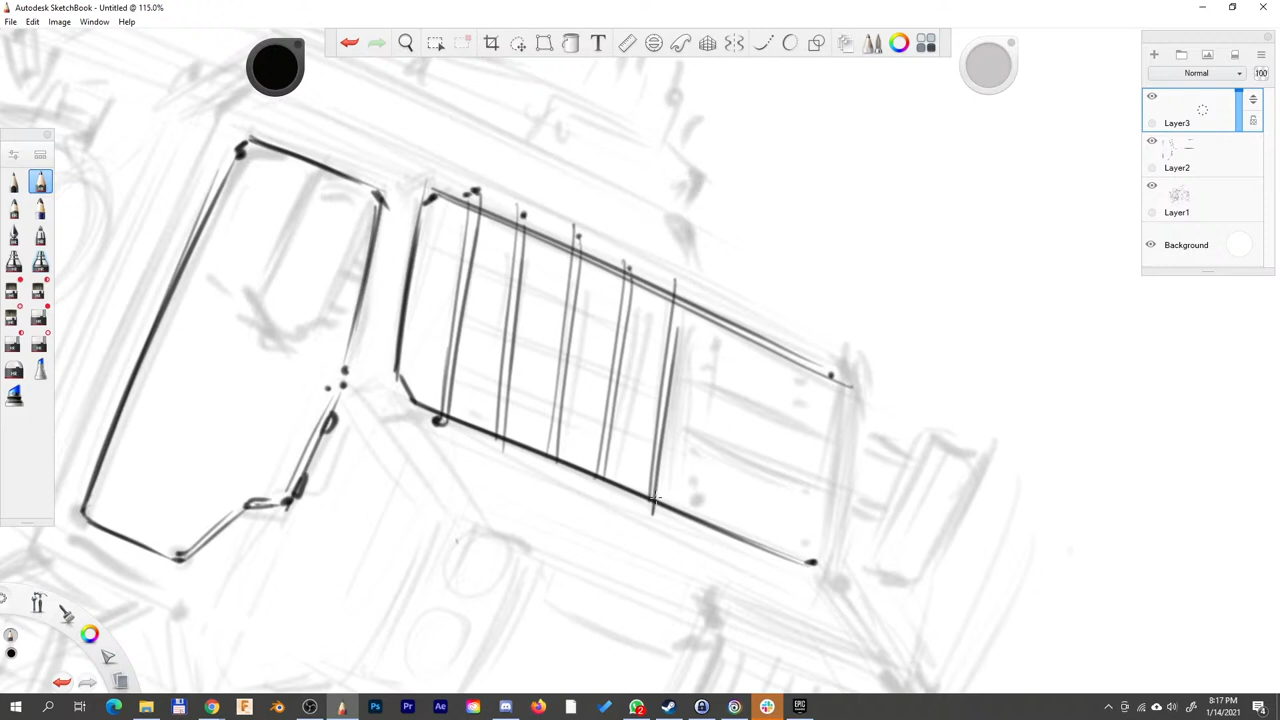 Autodesk SketchBook - Untitled @ 115.0%
File Edit Image Window Help
Normal
100
Layer3
Layer2
Layer1
Background
8:17 PM
1/14/2021